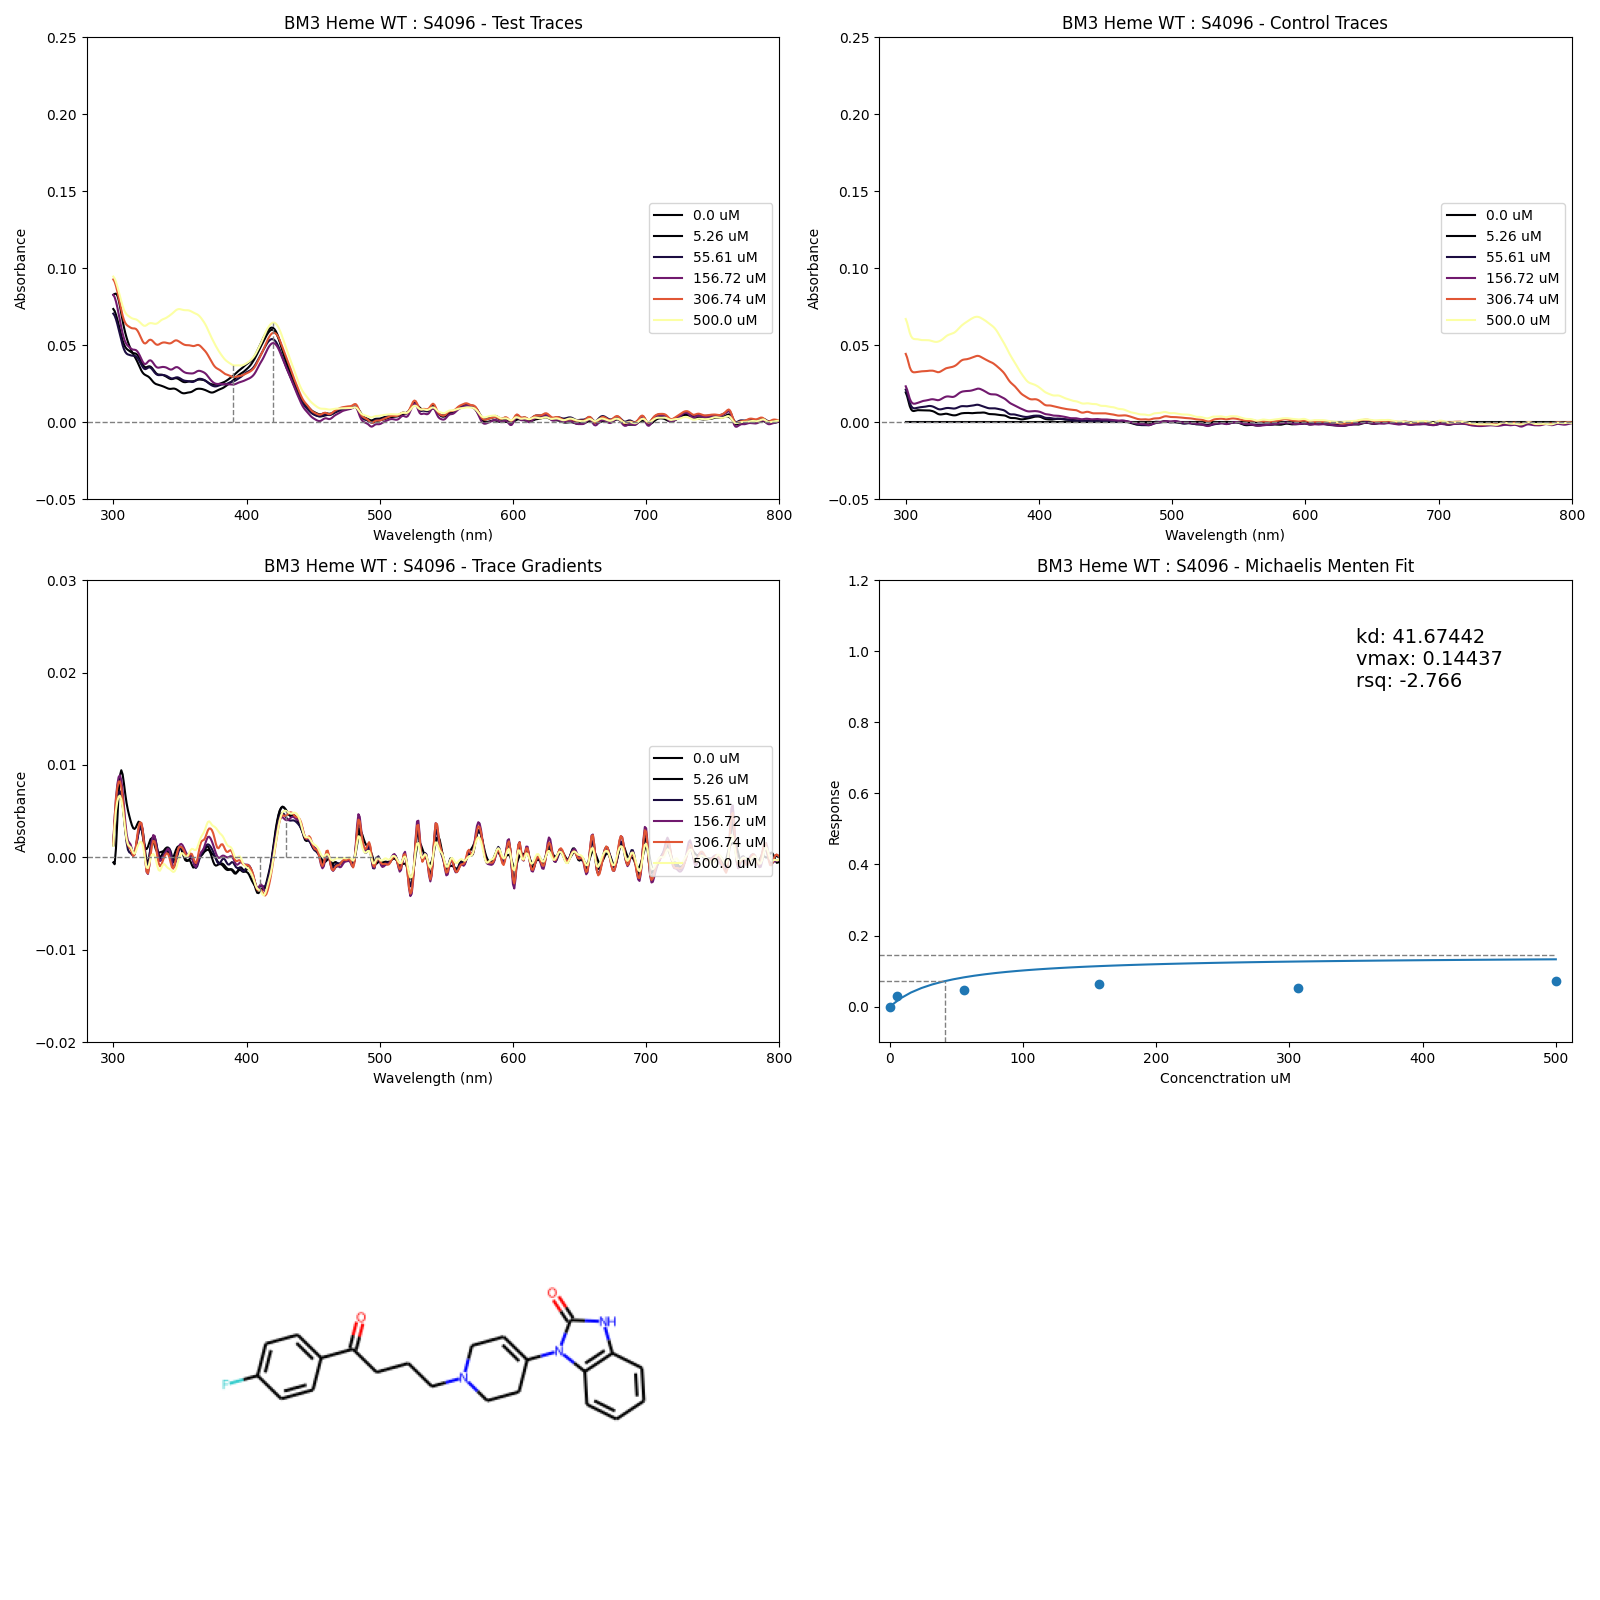 BM3 Heme WT : S4096 - Test Traces
0.25
0.20
0.15
0.10
0.05
0.00
−0.05
Absorbance
300 400 500 600 700 800
Wavelength (nm)
0.0 uM
5.26 uM
55.61 uM
156.72 uM
306.74 uM
500.0 uM
BM3 Heme WT : S4096 - Control Traces
0.25
0.20
0.15
0.10
0.05
0.00
−0.05
Absorbance
300 400 500 600 700 800
Wavelength (nm)
0.0 uM
5.26 uM
55.61 uM
156.72 uM
306.74 uM
500.0 uM
BM3 Heme WT : S4096 - Trace Gradients
0.03
0.02
0.01
0.00
−0.01
−0.02
Absorbance
300 400 500 600 700 800
Wavelength (nm)
0.0 uM
5.26 uM
55.61 uM
156.72 uM
306.74 uM
500.0 uM
BM3 Heme WT : S4096 - Michaelis Menten Fit
1.2
1.0
0.8
0.6
0.4
0.2
0.0
Response
kd: 41.67442
vmax: 0.14437
rsq: -2.766
0 100 200 300 400 500
Concenctration uM
O
O
NH
N
N
F